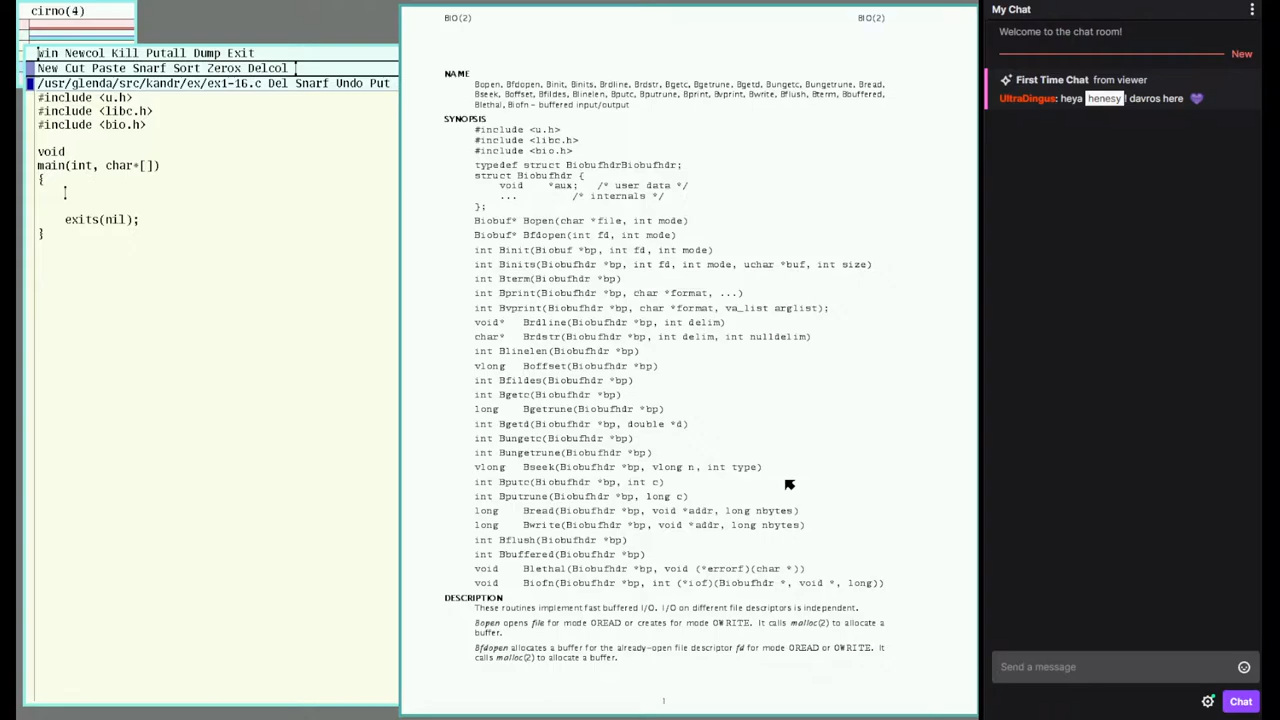 cirno(4)
win Newcol Kill Putall Dump Exit
New Cut Paste Snarf Sort Zerox Delcol
/usr/glenda/src/kandr/ex/ex1-16.c Del Snarf Undo Put
#include <u.h>
#include <libc.h>
#include <bio.h>
void
main(int, char*[])
{
exits(nil);
}
BIO(2) BIO(2)
NAME
Bopen, Bfdopen, Binit, Binits, Brdline, Brdstr, Bgetc, Bgetrune, Bgetd, Bungetc, Bungetrune, Bread,
Bseek, Boffset, Bfildes, Blinelen, Bputc, Bputrune, Bprint, Bvprint, Bwrite, Bflush, Bterm, Bbuffered,
Blethal, Biofn – buffered input/output
SYNOPSIS
#include <u.h>
#include <libc.h>
#include <bio.h>
typedef struct BiobufhdrBiobufhdr;
struct Biobufhdr {
void *aux; /* user data */
... /* internals */
};
Biobuf* Bopen(char *file, int mode)
Biobuf* Bfdopen(int fd, int mode)
int Binit(Biobuf *bp, int fd, int mode)
int Binits(Biobufhdr *bp, int fd, int mode, uchar *buf, int size)
int Bterm(Biobufhdr *bp)
int Bprint(Biobufhdr *bp, char *format, ...)
int Bvprint(Biobufhdr *bp, char *format, va_list arglist);
void* Brdline(Biobufhdr *bp, int delim)
char* Brdstr(Biobufhdr *bp, int delim, int nulldelim)
int Blinelen(Biobufhdr *bp)
vlong Boffset(Biobufhdr *bp)
int Bfildes(Biobufhdr *bp)
int Bgetc(Biobufhdr *bp)
long Bgetrune(Biobufhdr *bp)
int Bgetd(Biobufhdr *bp, double *d)
int Bungetc(Biobufhdr *bp)
int Bungetrune(Biobufhdr *bp)
vlong Bseek(Biobufhdr *bp, vlong n, int type)
int Bputc(Biobufhdr *bp, int c)
int Bputrune(Biobufhdr *bp, long c)
long Bread(Biobufhdr *bp, void *addr, long nbytes)
long Bwrite(Biobufhdr *bp, void *addr, long nbytes)
int Bflush(Biobufhdr *bp)
int Bbuffered(Biobufhdr *bp)
void Blethal(Biobufhdr *bp, void (*errorf)(char *))
void Biofn(Biobufhdr *bp, int (*iof)(Biobufhdr *, void *, long))
DESCRIPTION
These routines implement fast buffered I/O. I/O on different file descriptors is independent.
Bopen opens file for mode OREAD or creates for mode OWRITE. It calls malloc(2) to allocate a
buffer.
Bfdopen allocates a buffer for the already-open file descriptor fd for mode OREAD or OWRITE. It
calls malloc(2) to allocate a buffer.
1
My Chat
Welcome to the chat room!
New
First Time Chat from viewer
UltraDingus: heya henesy! davros here
Send a message
Chat